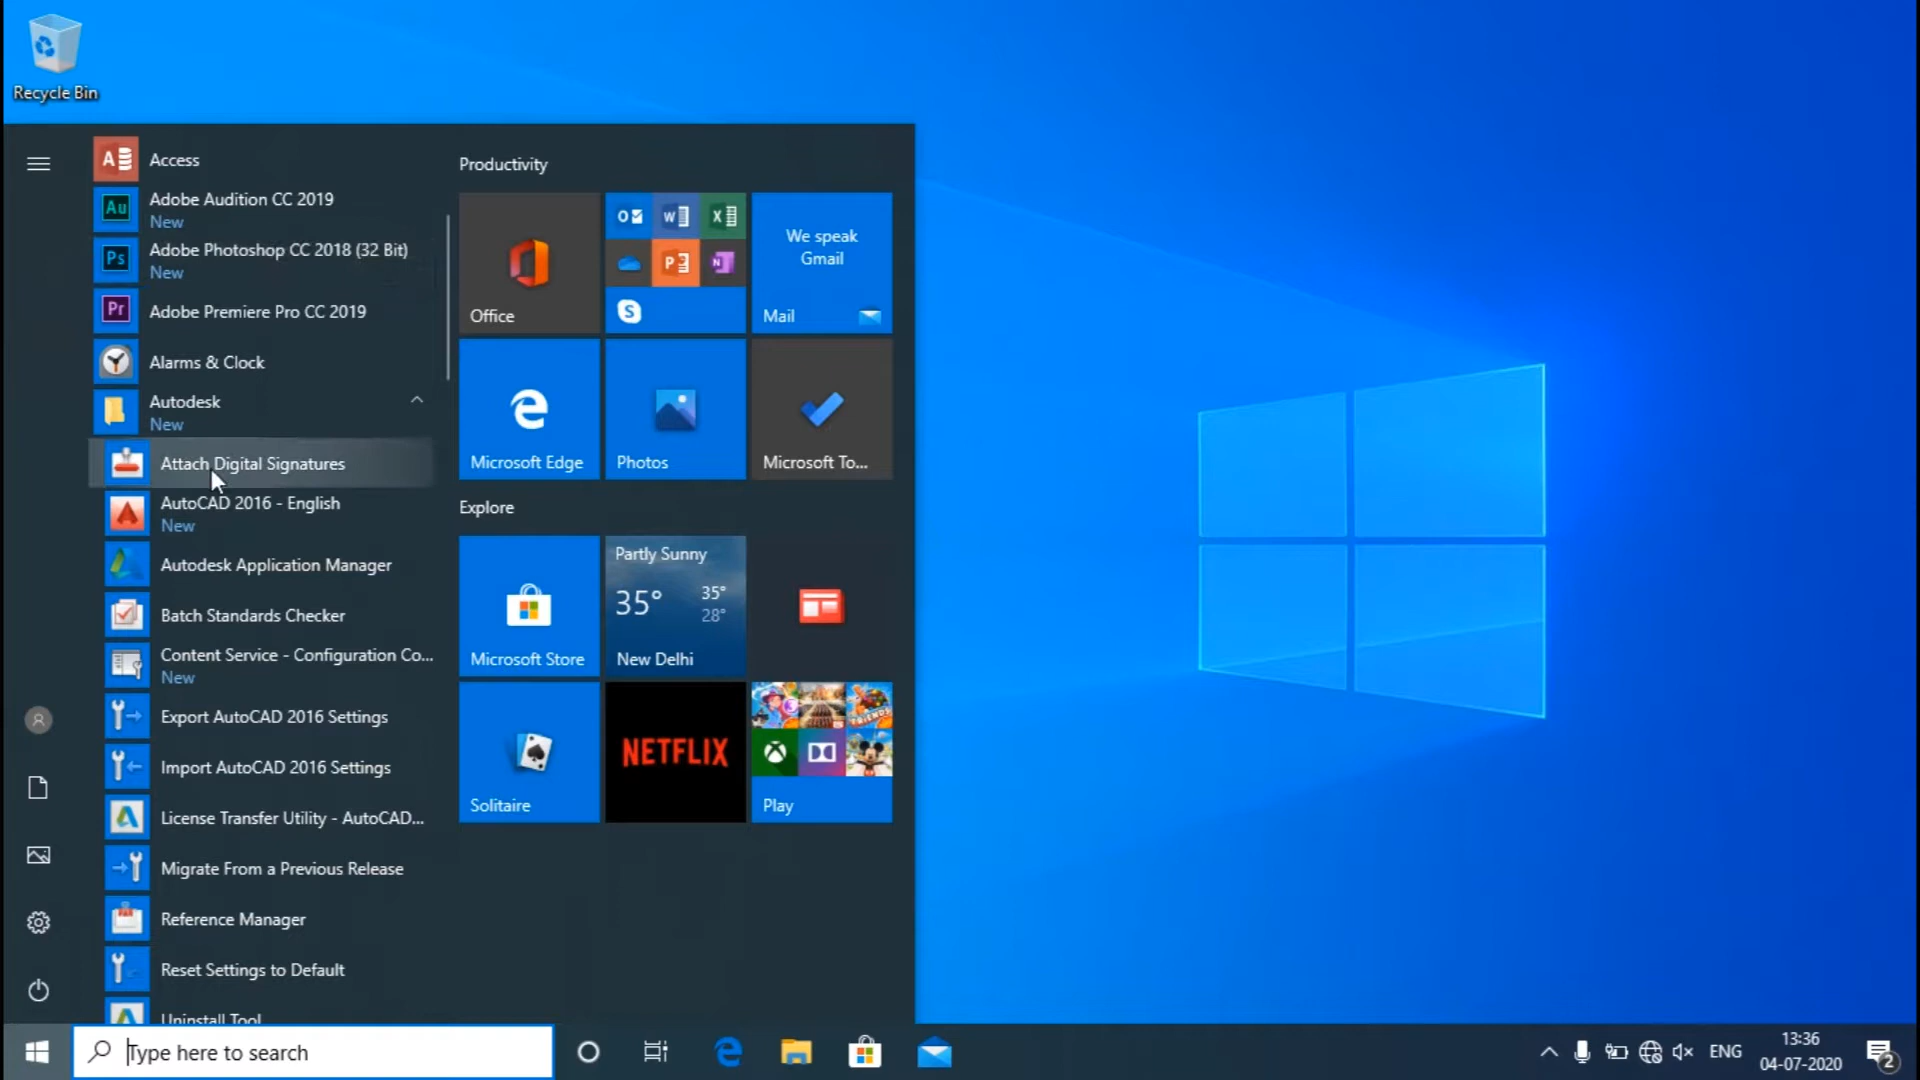 Recycle Bin
Access
Adobe Audition CC 2019
New
Adobe Photoshop CC 2018 (32 Bit)
New
Adobe Premiere Pro CC 2019
Alarms & Clock
Autodesk
New
Attach Digital Signatures
AutoCAD 2016 - English
New
Autodesk Application Manager
Batch Standards Checker
Content Service - Configuration Co...
New
Export AutoCAD 2016 Settings
Import AutoCAD 2016 Settings
License Transfer Utility - AutoCAD...
Migrate From a Previous Release
Reference Manager
Reset Settings to Default
Uninstall Tool
Productivity
Office
We speak
Gmail
Mail
Microsoft Edge
Photos
Microsoft To...
Explore
Microsoft Store
Partly Sunny
35° 35°
28°
New Delhi
Solitaire
NETFLIX
Play
Type here to search
ENG
13:36
04-07-2020
2